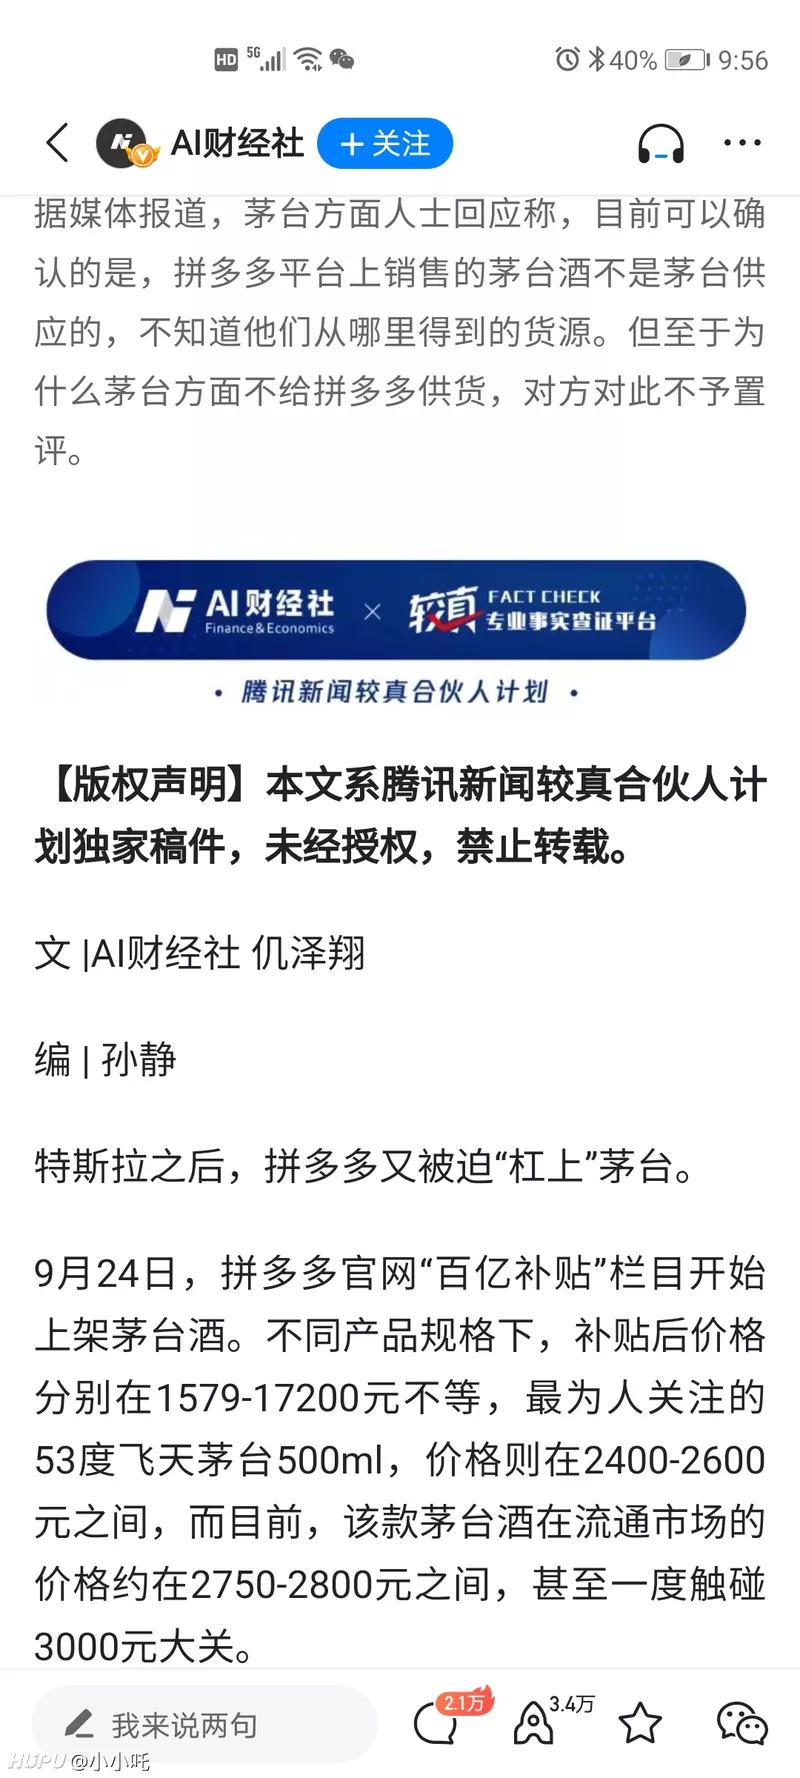 HD 5G 40% 9:56
AI财经社 +关注
据媒体报道，茅台方面人士回应称，目前可以确
认的是，拼多多平台上销售的茅台酒不是茅台供
应的，不知道他们从哪里得到的货源。但至于为
什么茅台方面不给拼多多供货，对方对此不予置
评。
AI财经社 × 较真 FACT CHECK
Finance&Economics 专业事实查证平台
· 腾讯新闻较真合伙人计划 ·
【版权声明】本文系腾讯新闻较真合伙人计
划独家稿件，未经授权，禁止转载。
文 |AI财经社 仉泽翔
编 | 孙静
特斯拉之后，拼多多又被迫“杠上”茅台。
9月24日，拼多多官网“百亿补贴”栏目开始
上架茅台酒。不同产品规格下，补贴后价格
分别在1579-17200元不等，最为人关注的
53度飞天茅台500ml，价格则在2400-2600
元之间，而目前，该款茅台酒在流通市场的
价格约在2750-2800元之间，甚至一度触碰
3000元大关。
我来说两句 2.1万 3.4万
HUPU @小小吒